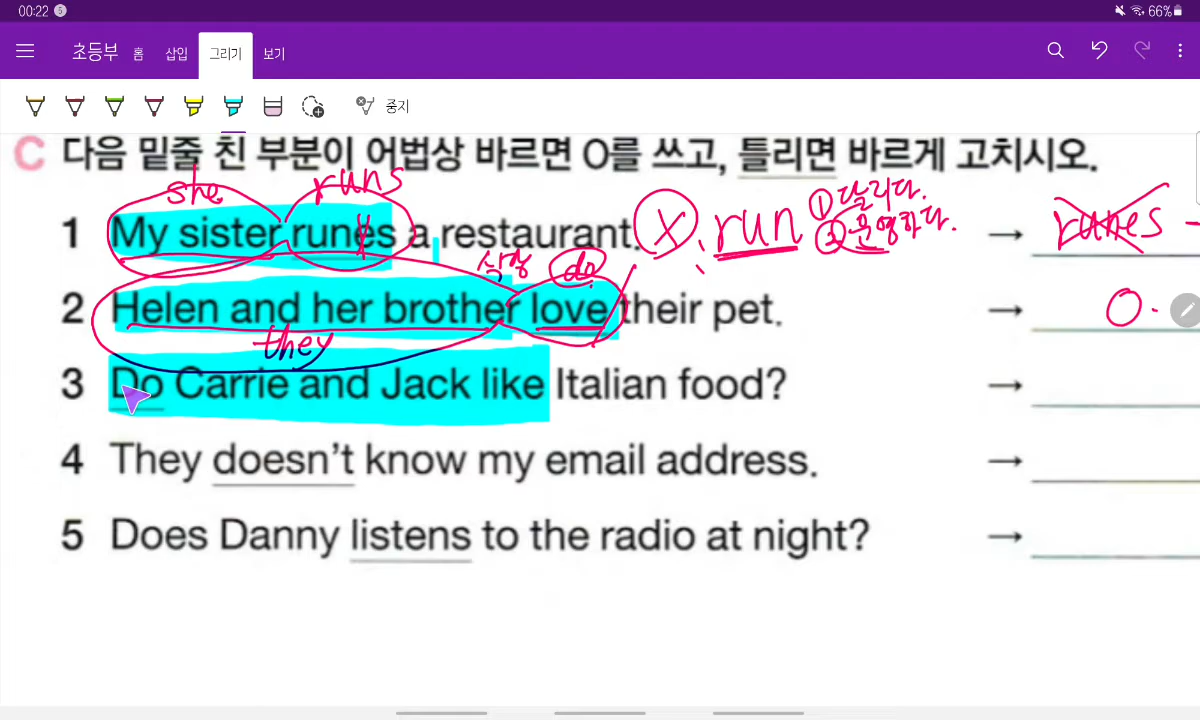 00:22 5 66%
초등부 홈 삽입 그리기 보기
중지
C 다음 밑줄 친 부분이 어법상 바르면 O를 쓰고, 틀리면 바르게 고치시오.
she runs
1 My sister runes a restaurant. X run ①달리다. → runes
②운영하다.
사랑 do
2 Helen and her brother love their pet. → O.
they
3 Do Carrie and Jack like Italian food? →
4 They doesn't know my email address. →
5 Does Danny listens to the radio at night? →